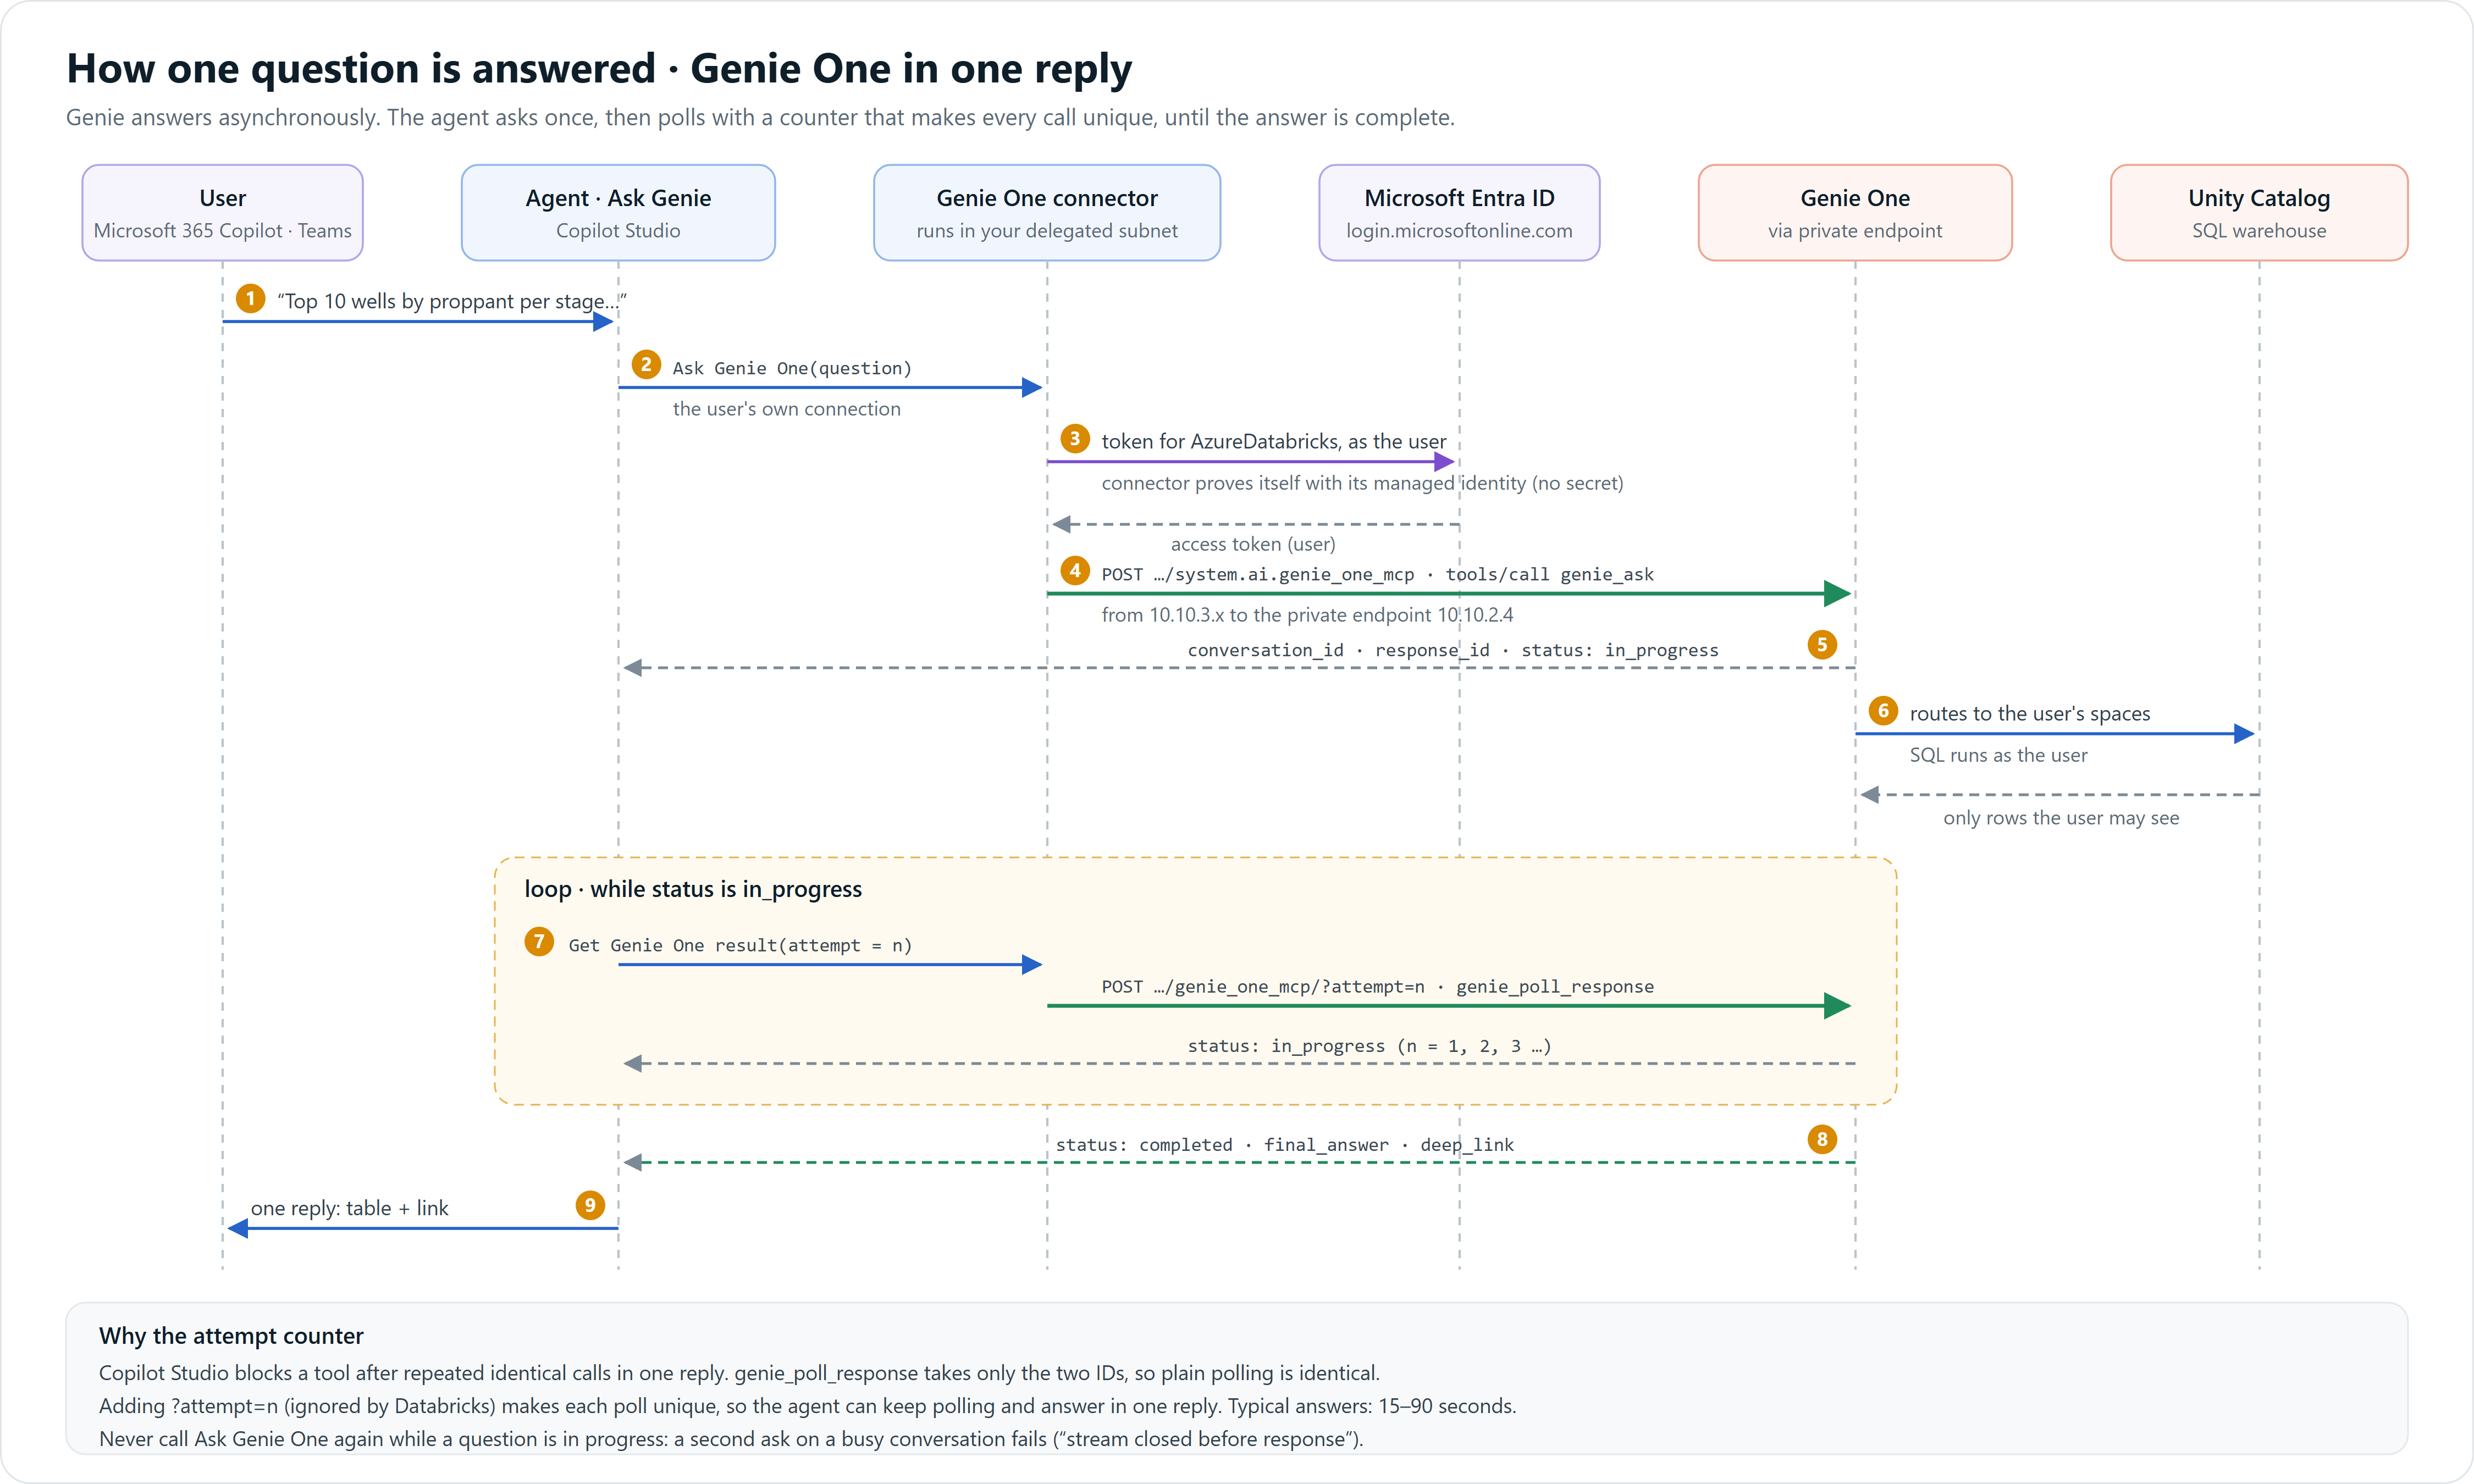 How one question is answered · Genie One in one reply
Genie answers asynchronously. The agent asks once, then polls with a counter that makes every call unique, until the answer is complete.
User
Microsoft 365 Copilot · Teams
Agent · Ask Genie
Copilot Studio
Genie One connector
runs in your delegated subnet
Microsoft Entra ID
login.microsoftonline.com
Genie One
via private endpoint
Unity Catalog
SQL warehouse
1 “Top 10 wells by proppant per stage…”
2 Ask Genie One(question)
the user's own connection
3 token for AzureDatabricks, as the user
connector proves itself with its managed identity (no secret)
access token (user)
4 POST …/system.ai.genie_one_mcp · tools/call genie_ask
from 10.10.3.x to the private endpoint 10.10.2.4
conversation_id · response_id · status: in_progress 5
6 routes to the user's spaces
SQL runs as the user
only rows the user may see
loop · while status is in_progress
7 Get Genie One result(attempt = n)
POST …/genie_one_mcp/?attempt=n · genie_poll_response
status: in_progress (n = 1, 2, 3 …)
status: completed · final_answer · deep_link 8
one reply: table + link 9
Why the attempt counter
Copilot Studio blocks a tool after repeated identical calls in one reply. genie_poll_response takes only the two IDs, so plain polling is identical.
Adding ?attempt=n (ignored by Databricks) makes each poll unique, so the agent can keep polling and answer in one reply. Typical answers: 15–90 seconds.
Never call Ask Genie One again while a question is in progress: a second ask on a busy conversation fails (“stream closed before response”).